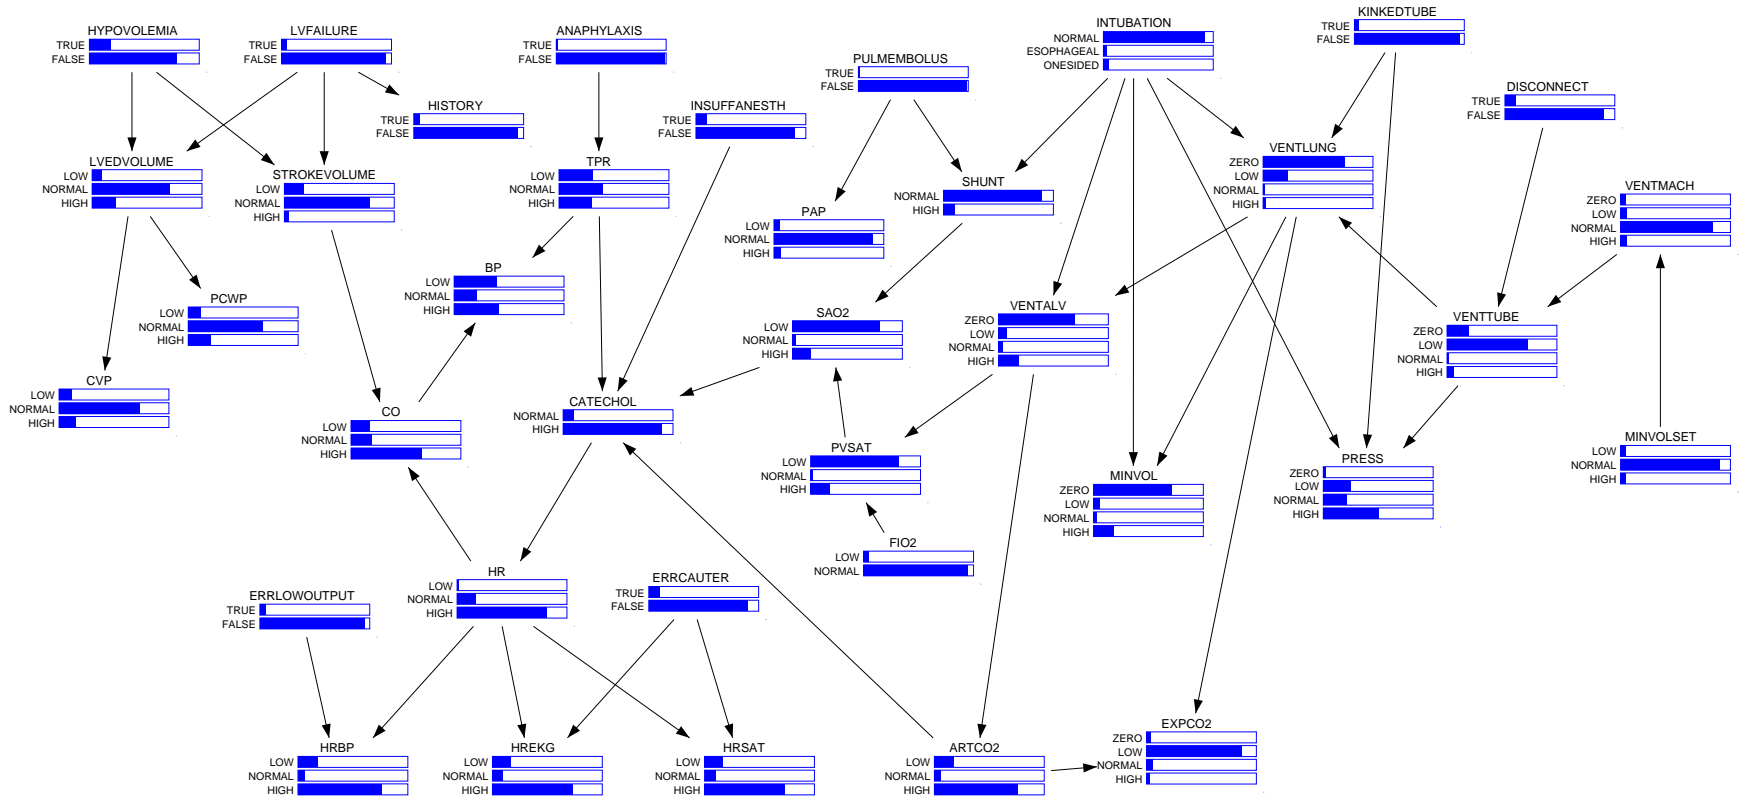 HYPOVOLEMIA
TRUE
FALSE
LVFAILURE
TRUE
FALSE
ANAPHYLAXIS
TRUE
FALSE
INTUBATION
NORMAL
ESOPHAGEAL
ONESIDED
KINKEDTUBE
TRUE
FALSE
PULMEMBOLUS
TRUE
FALSE
HISTORY
TRUE
FALSE
INSUFFANESTH
TRUE
FALSE
DISCONNECT
TRUE
FALSE
LVEDVOLUME
LOW
NORMAL
HIGH
STROKEVOLUME
LOW
NORMAL
HIGH
TPR
LOW
NORMAL
HIGH
VENTLUNG
ZERO
LOW
NORMAL
HIGH
SHUNT
NORMAL
HIGH
VENTMACH
ZERO
LOW
NORMAL
HIGH
PAP
LOW
NORMAL
HIGH
BP
LOW
NORMAL
HIGH
PCWP
LOW
NORMAL
HIGH
SAO2
LOW
NORMAL
HIGH
VENTALV
ZERO
LOW
NORMAL
HIGH
VENTTUBE
ZERO
LOW
NORMAL
HIGH
CVP
LOW
NORMAL
HIGH
CO
LOW
NORMAL
HIGH
CATECHOL
NORMAL
HIGH
PVSAT
LOW
NORMAL
HIGH
MINVOL
ZERO
LOW
NORMAL
HIGH
PRESS
ZERO
LOW
NORMAL
HIGH
MINVOLSET
LOW
NORMAL
HIGH
FIO2
LOW
NORMAL
HR
LOW
NORMAL
HIGH
ERRCAUTER
TRUE
FALSE
ERRLOWOUTPUT
TRUE
FALSE
HRBP
LOW
NORMAL
HIGH
HREKG
LOW
NORMAL
HIGH
HRSAT
LOW
NORMAL
HIGH
ARTCO2
LOW
NORMAL
HIGH
EXPCO2
ZERO
LOW
NORMAL
HIGH